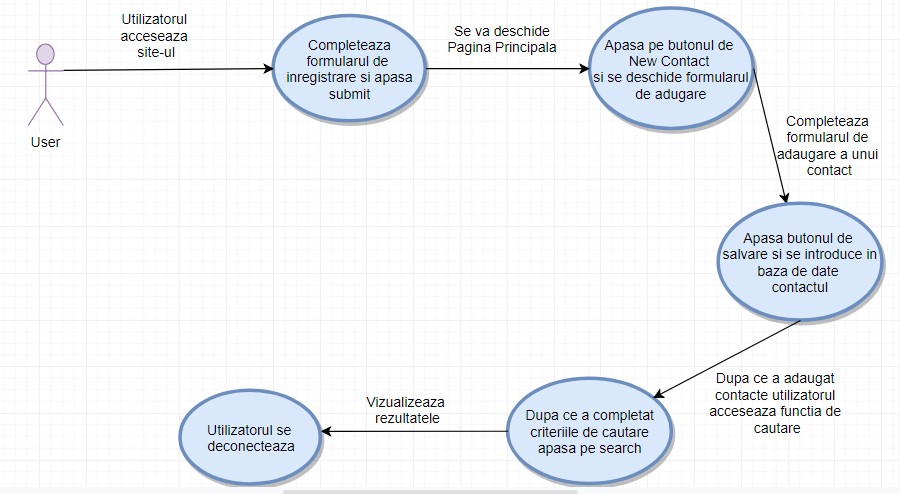 Utilizatorul
acceseaza
site-ul
User
Completeaza
formularul de
inregistrare si apasa
submit
Se va deschide
Pagina Principala
Apasa pe butonul de
New Contact
si se deschide formularul
de adugare
Completeaza
formularul de
adaugare a unui
contact
Apasa butonul de
salvare si se introduce in
baza de date
contactul
Dupa ce a adaugat
contacte utilizatorul
acceseaza functia de
cautare
Dupa ce a completat
criteriile de cautare
apasa pe search
Vizualizeaza
rezultatele
Utilizatorul se
deconecteaza